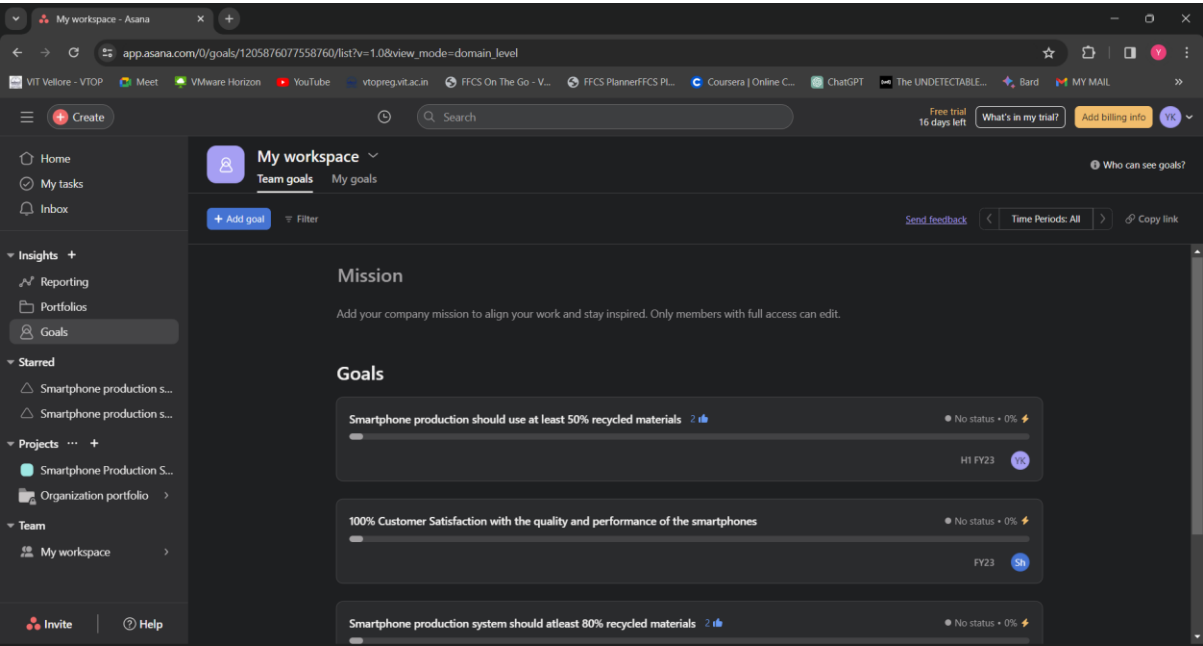 My workspace - Asana
app.asana.com/0/goals/1205876077558760/list?v=1.0&view_mode=domain_level
Y
VIT Vellore - VTOP Meet VMware Horizon YouTube vtopreg.vit.ac.in FFCS On The Go - V... FFCS PlannerFFCS Pl... Coursera | Online C... ChatGPT The UNDETECTABLE... Bard MY MAIL »
Create
Search
Free trial
16 days left
What's in my trial?
Add billing info
YK
Home
My tasks
Inbox
Insights +
Reporting
Portfolios
Goals
Starred
Smartphone production s...
Smartphone production s...
Projects ... +
Smartphone Production S...
Organization portfolio
Team
My workspace
Invite
Help
My workspace
Team goals My goals
Who can see goals?
+ Add goal Filter
Send feedback Time Periods: All Copy link
Mission
Add your company mission to align your work and stay inspired. Only members with full access can edit.
Goals
Smartphone production should use at least 50% recycled materials 2 No status • 0%
H1 FY23 YK
100% Customer Satisfaction with the quality and performance of the smartphones No status • 0%
FY23 Sh
Smartphone production system should atleast 80% recycled materials 2 No status • 0%